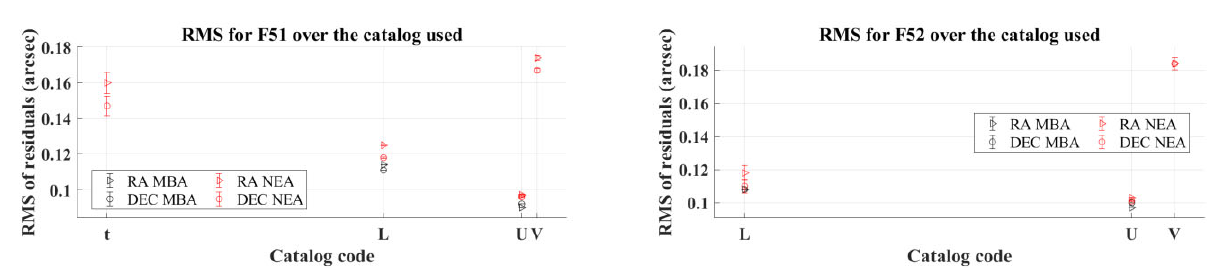 RMS for F51 over the catalog used
RMS of residuals (arcsec)
0.18
0.16
0.14
0.12
0.1
RA MBA
RA NEA
DEC MBA
DEC NEA
t
L
U
V
Catalog code
RMS for F52 over the catalog used
RMS of residuals (arcsec)
0.18
0.16
0.14
0.12
0.1
RA MBA
RA NEA
DEC MBA
DEC NEA
L
U
V
Catalog code